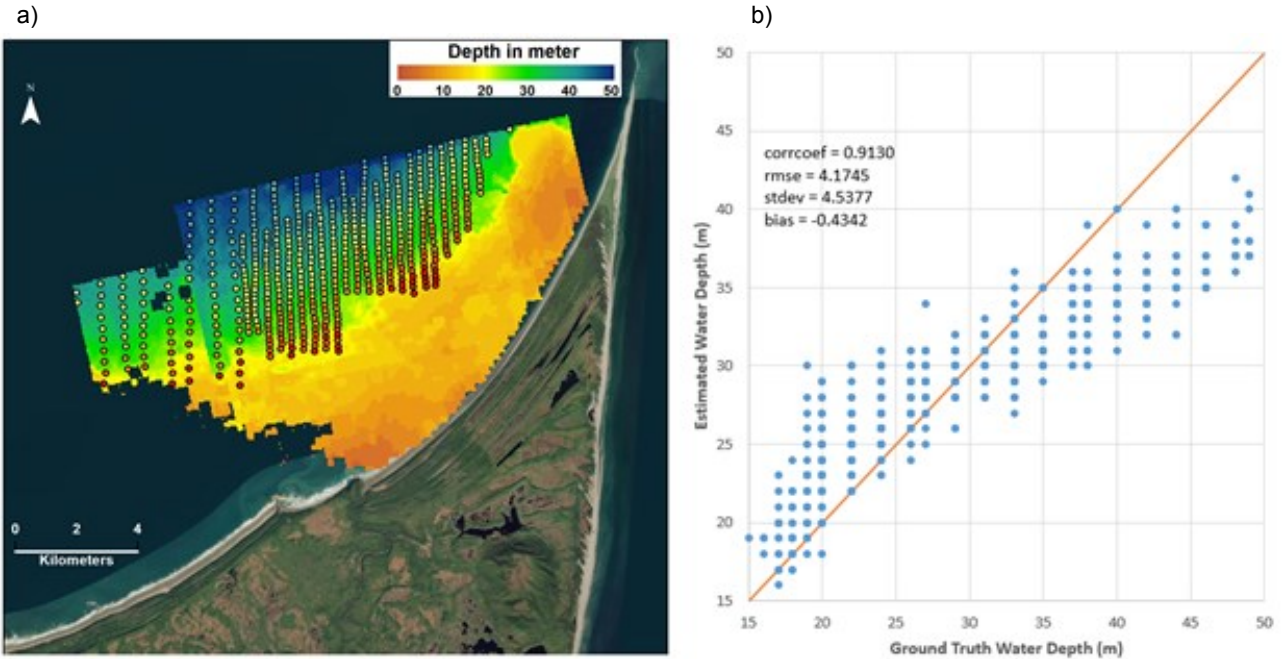 a)
b)
Depth in meter
0 10 20 30 40 50
N
0 2 4
Kilometers
50
45
40
35
30
25
20
15
corrcoef = 0.9130
rmse = 4.1745
stdev = 4.5377
bias = -0.4342
Estimated Water Depth (m)
15 20 25 30 35 40 45 50
Ground Truth Water Depth (m)